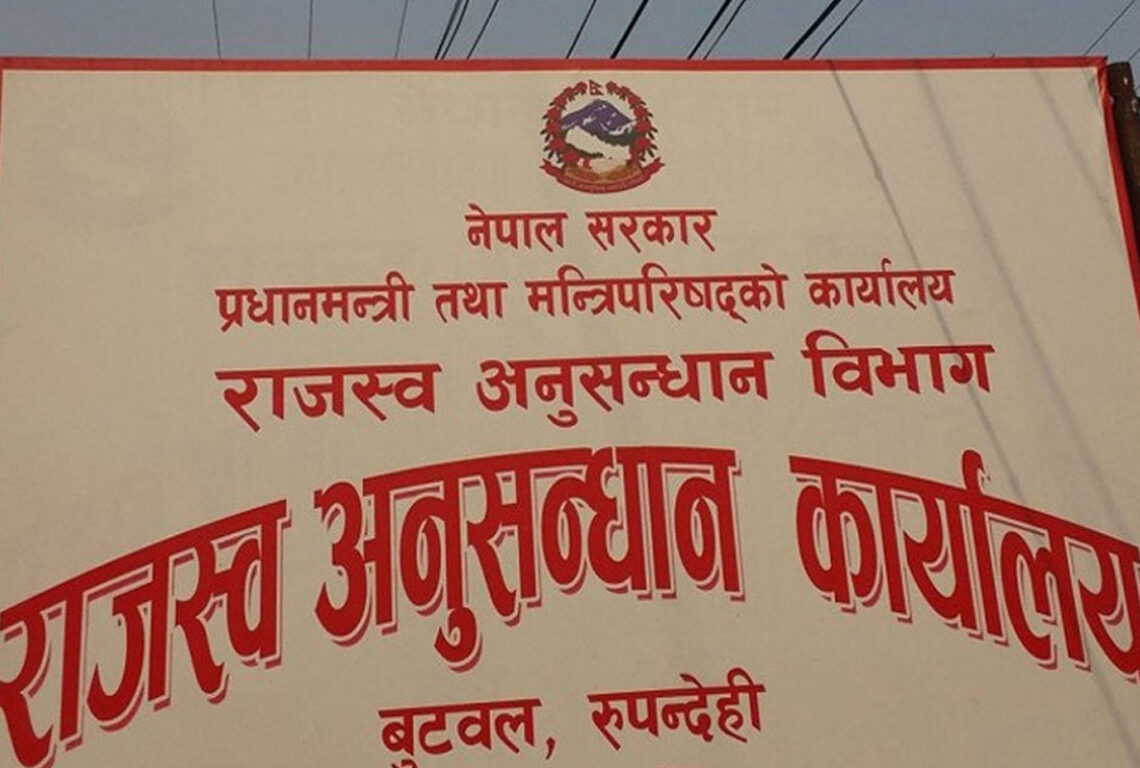 नेपाल सरकार
प्रधानमन्त्री तथा मन्त्रिपरिषद्को कार्यालय
राजस्व अनुसन्धान विभाग
राजस्व अनुसन्धान कार्यालय
बुटवल, रुपन्देही